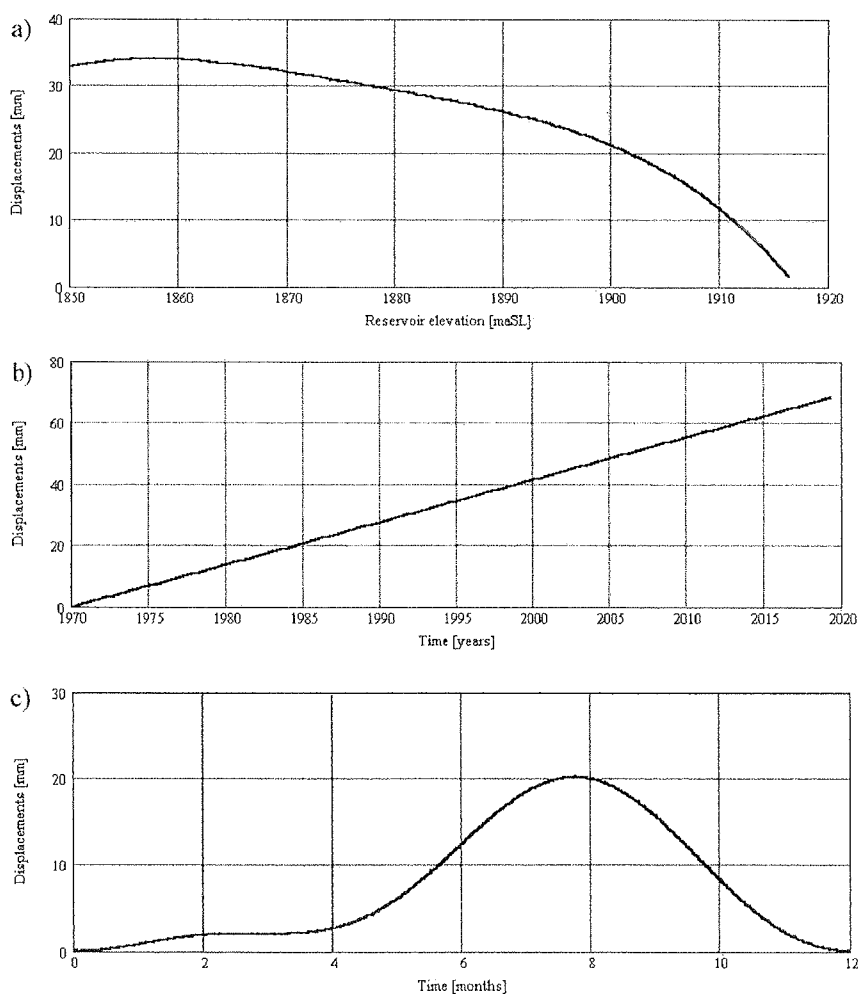 a)
40
30
20
10
0
Displacements [mm]
1850 1860 1870 1880 1890 1900 1910 1920
Reservoir elevation [maSL]
b)
80
60
40
20
0
Displacements [mm]
1970 1975 1980 1985 1990 1995 2000 2005 2010 2015 2020
Time [years]
c)
30
20
10
0
Displacements [mm]
0 2 4 6 8 10 12
Time [months]